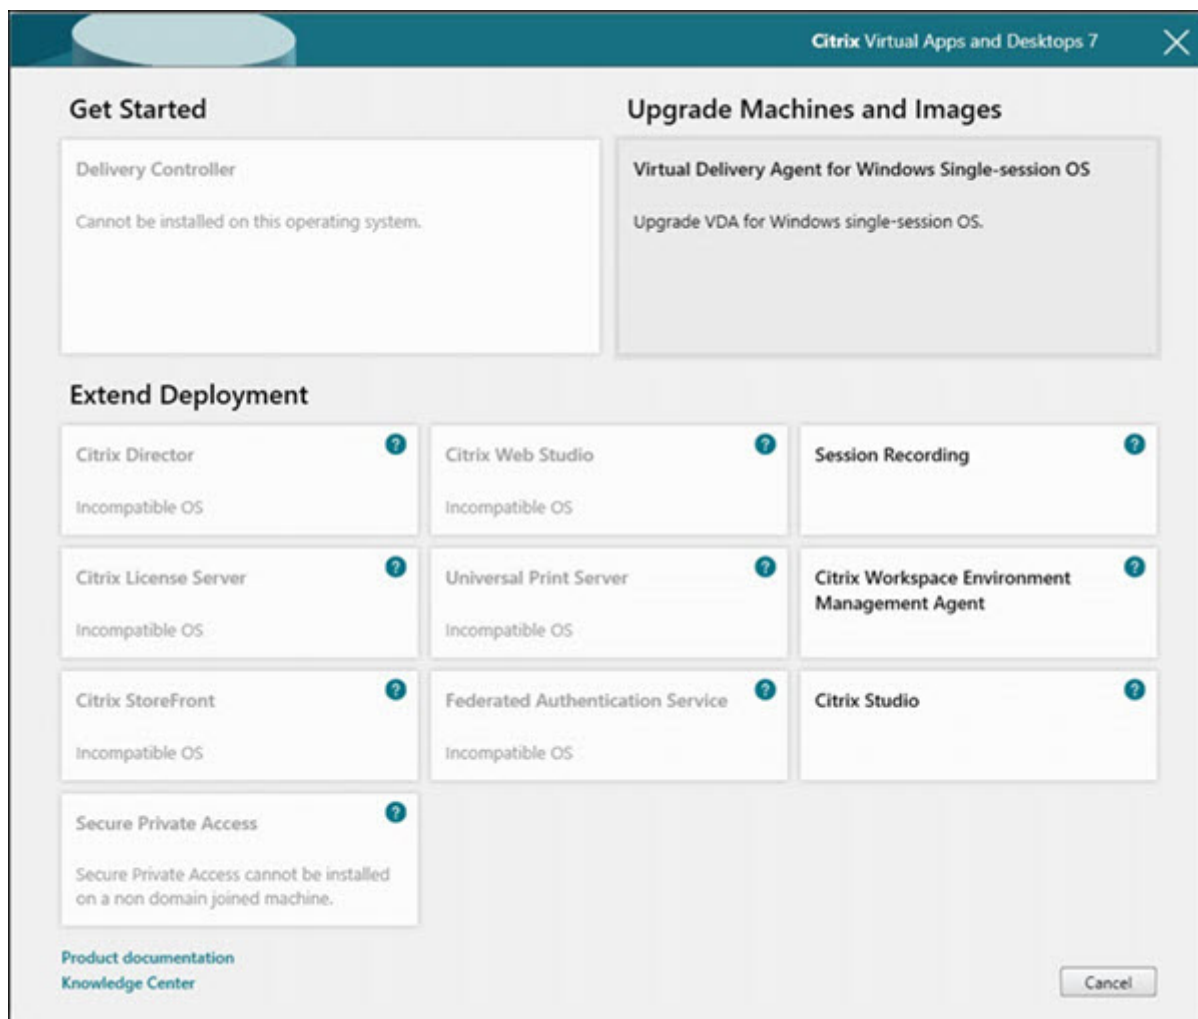 Citrix Virtual Apps and Desktops 7
Get Started
Delivery Controller
Cannot be installed on this operating system.
Upgrade Machines and Images
Virtual Delivery Agent for Windows Single-session OS
Upgrade VDA for Windows single-session OS.
Extend Deployment
Citrix Director
?
Incompatible OS
Citrix Web Studio
?
Incompatible OS
Session Recording
?
Citrix License Server
?
Incompatible OS
Universal Print Server
?
Incompatible OS
Citrix Workspace Environment
Management Agent
?
Citrix StoreFront
?
Incompatible OS
Federated Authentication Service
?
Incompatible OS
Citrix Studio
?
Secure Private Access
?
Secure Private Access cannot be installed
on a non domain joined machine.
Product documentation
Knowledge Center
Cancel